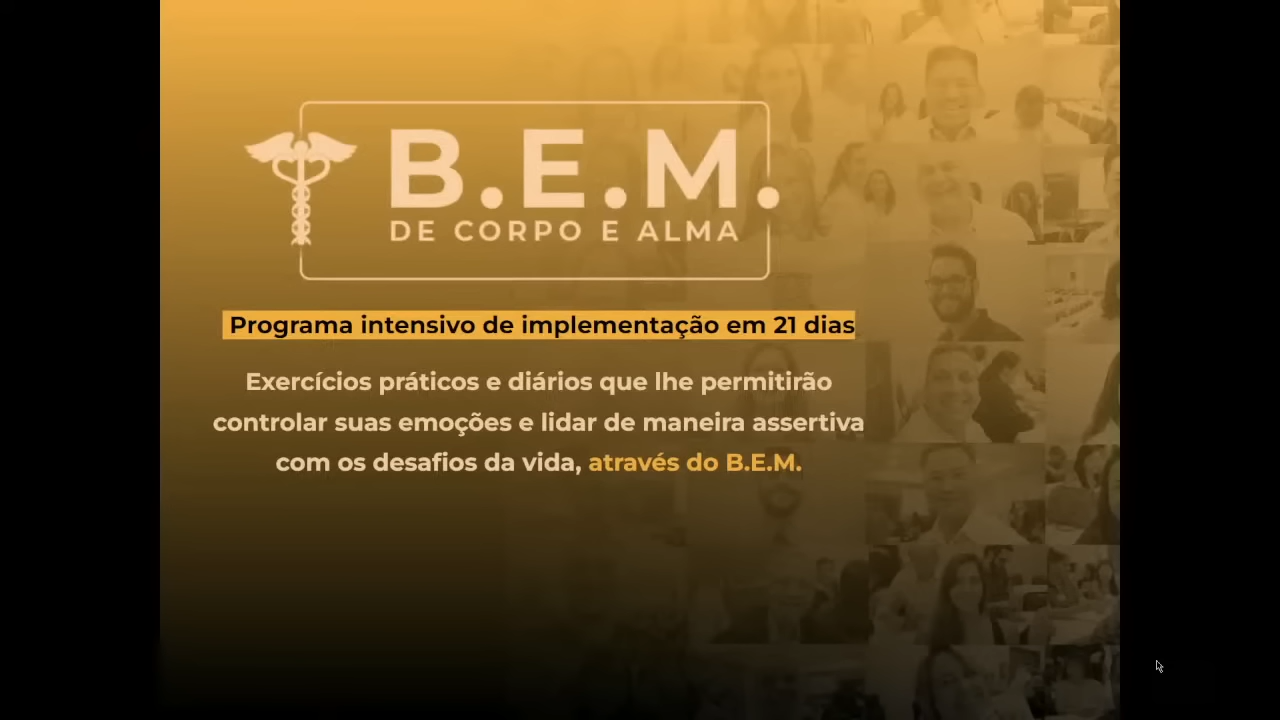 B.E.M.
DE CORPO E ALMA
Programa intensivo de implementação em 21 dias
Exercícios práticos e diários que lhe permitirão
controlar suas emoções e lidar de maneira assertiva
com os desafios da vida, através do B.E.M.